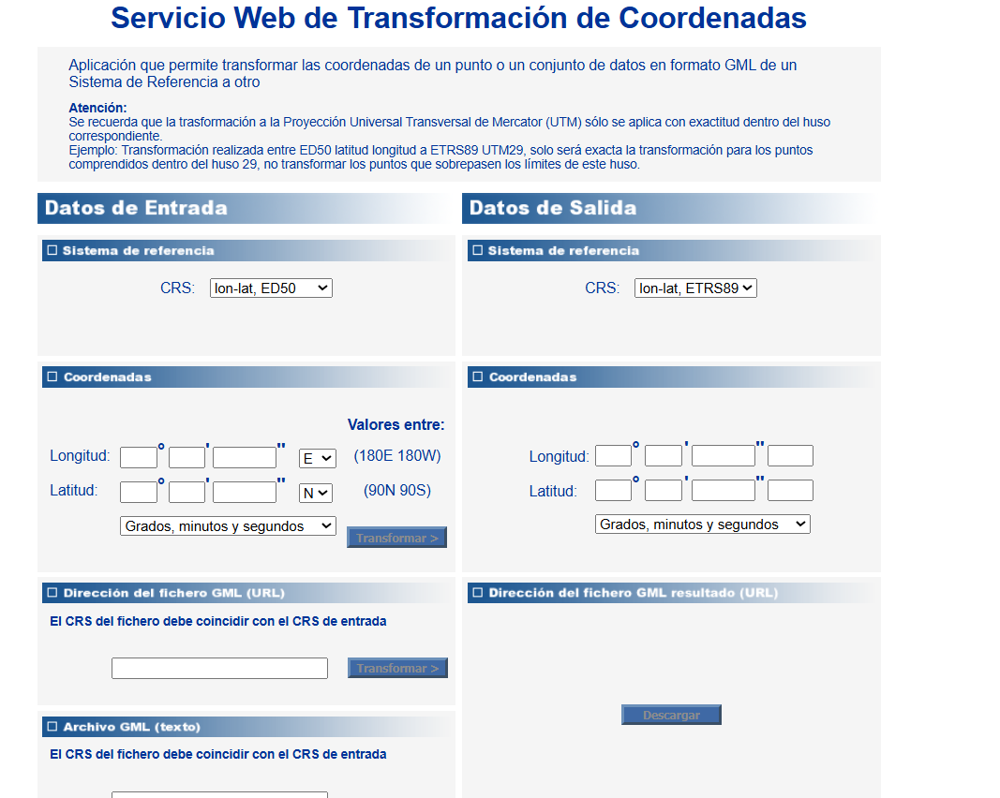 Servicio Web de Transformación de Coordenadas
Aplicación que permite transformar las coordenadas de un punto o un conjunto de datos en formato GML de un
Sistema de Referencia a otro
Atención:
Se recuerda que la trasformación a la Proyección Universal Transversal de Mercator (UTM) sólo se aplica con exactitud dentro del huso
correspondiente.
Ejemplo: Transformación realizada entre ED50 latitud longitud a ETRS89 UTM29, solo será exacta la transformación para los puntos
comprendidos dentro del huso 29, no transformar los puntos que sobrepasen los límites de este huso.
Datos de Entrada
Sistema de referencia
CRS: lon-lat, ED50
Coordenadas
Valores entre:
Longitud: ° ' " E (180E 180W)
Latitud: ° ' " N (90N 90S)
Grados, minutos y segundos
Transformar >
Dirección del fichero GML (URL)
El CRS del fichero debe coincidir con el CRS de entrada
Transformar >
Archivo GML (texto)
El CRS del fichero debe coincidir con el CRS de entrada
Datos de Salida
Sistema de referencia
CRS: lon-lat, ETRS89
Coordenadas
Longitud: ° ' "
Latitud: ° ' "
Grados, minutos y segundos
Dirección del fichero GML resultado (URL)
Descargar